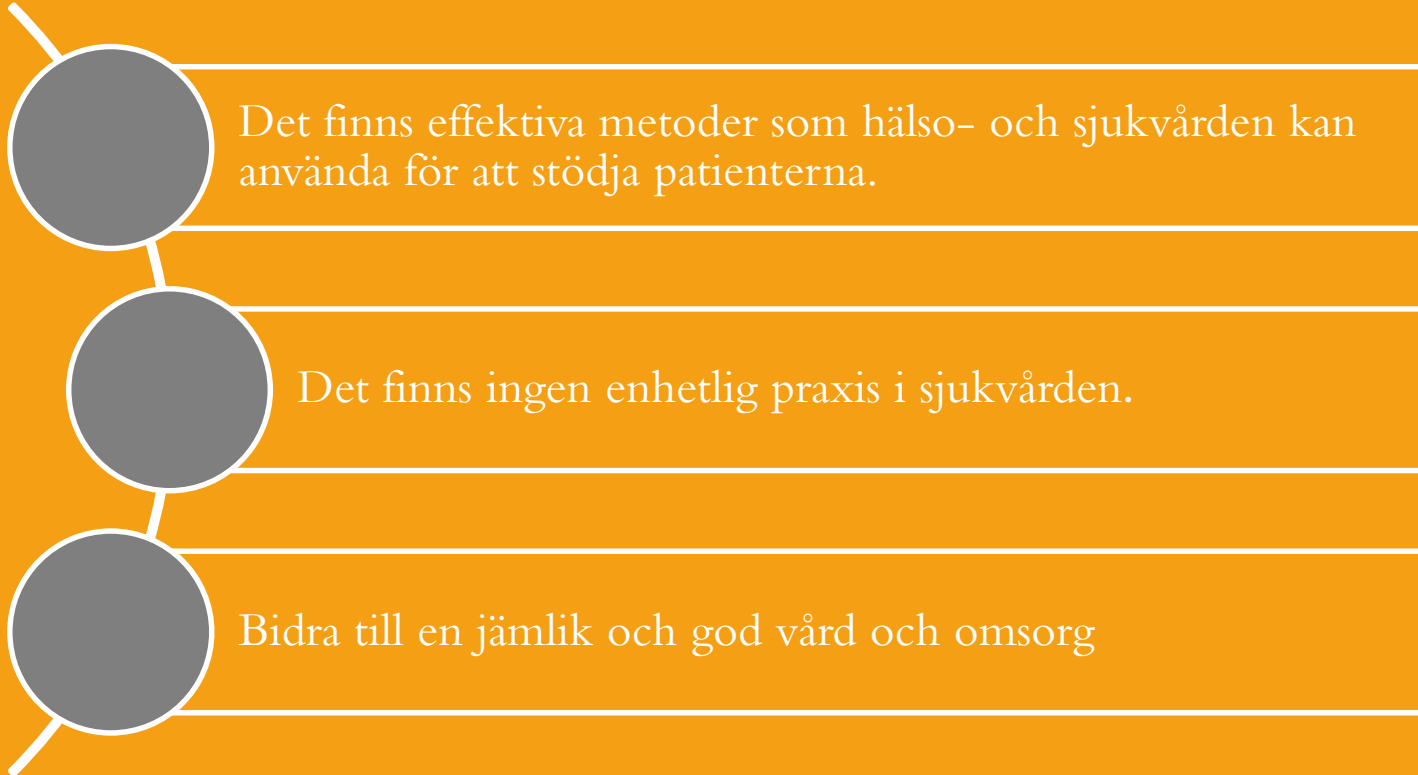 Det finns effektiva metoder som hälso- och sjukvården kan
använda för att stödja patienterna.
Det finns ingen enhetlig praxis i sjukvården.
Bidra till en jämlik och god vård och omsorg